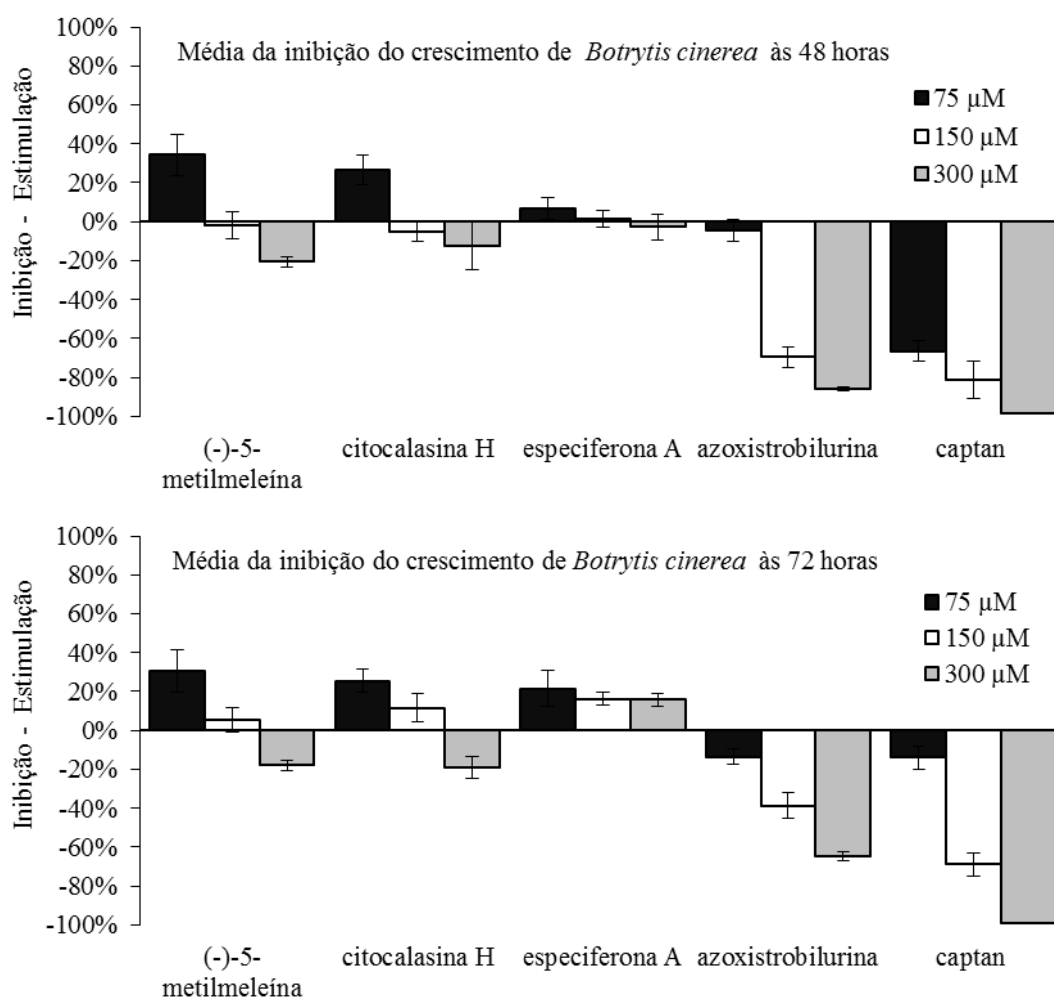 Média da inibição do crescimento de Botrytis cinerea às 48 horas
Inibição - Estimulação
100%
80%
60%
40%
20%
0%
-20%
-40%
-60%
-80%
-100%
75 µM
150 µM
300 µM
(-)-5-
metilmeleína
citocalasina H
especiferona A
azoxistrobilurina
captan
Média da inibição do crescimento de Botrytis cinerea às 72 horas
Inibição - Estimulação
100%
80%
60%
40%
20%
0%
-20%
-40%
-60%
-80%
-100%
75 µM
150 µM
300 µM
(-)-5-
metilmeleína
citocalasina H
especiferona A
azoxistrobilurina
captan